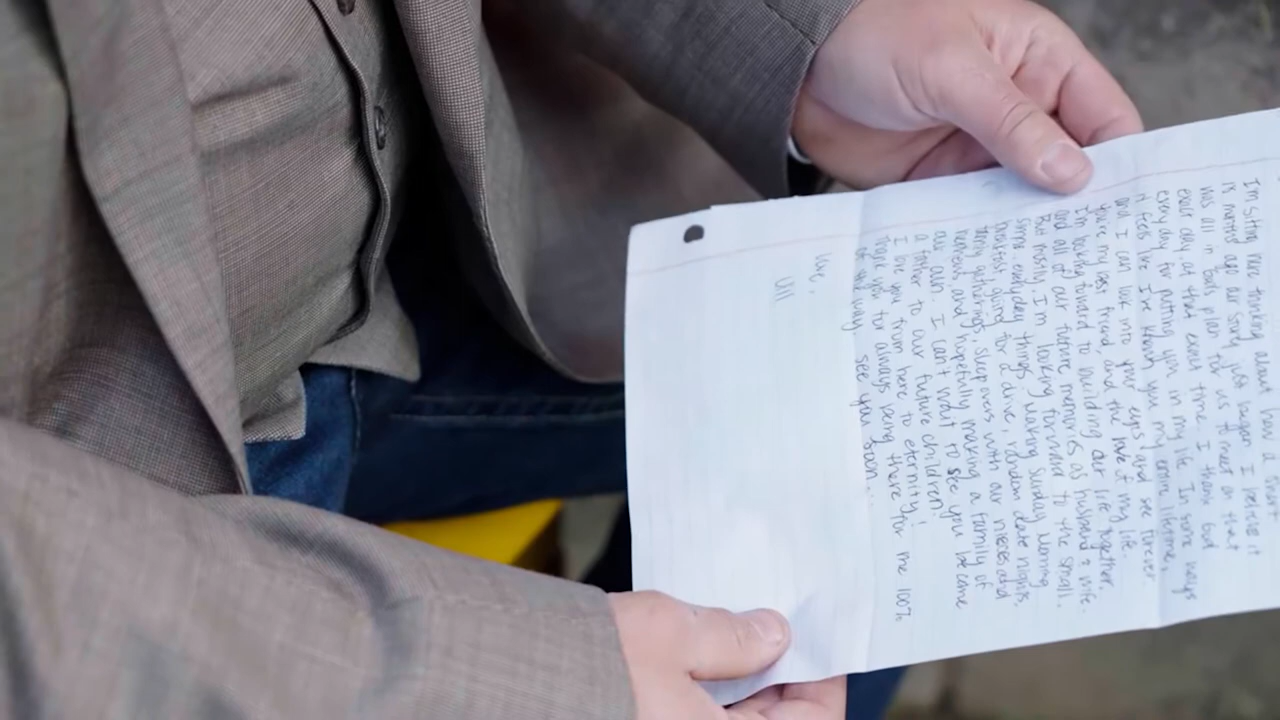 I'm sitting here thinking about how a
is months ago our story just began I believe it
was all in God's plan for us to meet on that
exact day at that exact time. I thank God
every day for putting you in my life. In some ways
it feels like I've known you my entire lifetime,
and I can look into your eyes and see forever
you're my best friend, and the love of my life.
I'm looking forward to building our life together,
and all of our future memories as husband & wife.
But mostly I'm looking forward to the small,
simple everyday things, making Sunday morning
breakfast, going for a drive, random date nights,
family gatherings, sleep overs with our nieces and
nephews, and hopefully making a family of
our own. I can't wait to see you become
a father to our future children!
I love you from here to eternity!
Thank you for always being there for me 100%
of the way. See you soon...
Love,